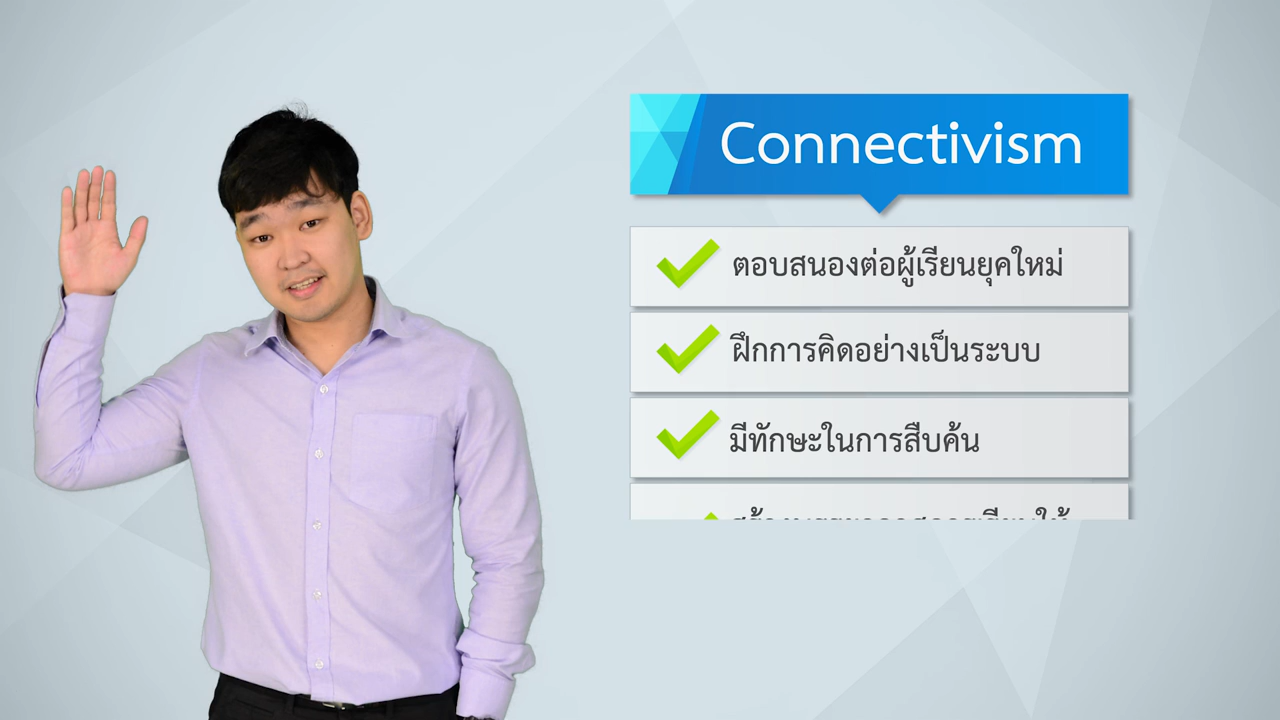 Connectivism
ตอบสนองต่อผู้เรียนยุคใหม่
ฝึกการคิดอย่างเป็นระบบ
มีทักษะในการสืบค้น